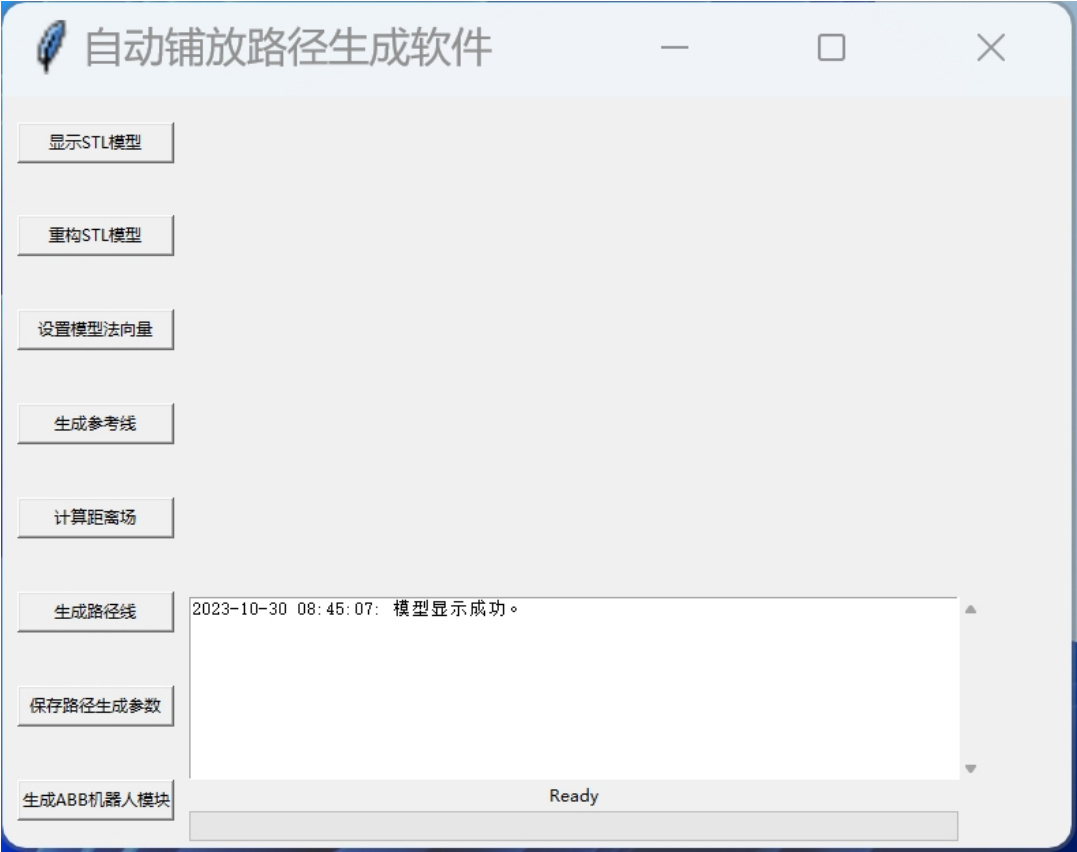 自动铺放路径生成软件
显示STL模型
重构STL模型
设置模型法向量
生成参考线
计算距离场
生成路径线
2023-10-30 08:45:07: 模型显示成功。
保存路径生成参数
Ready
生成ABB机器人模块